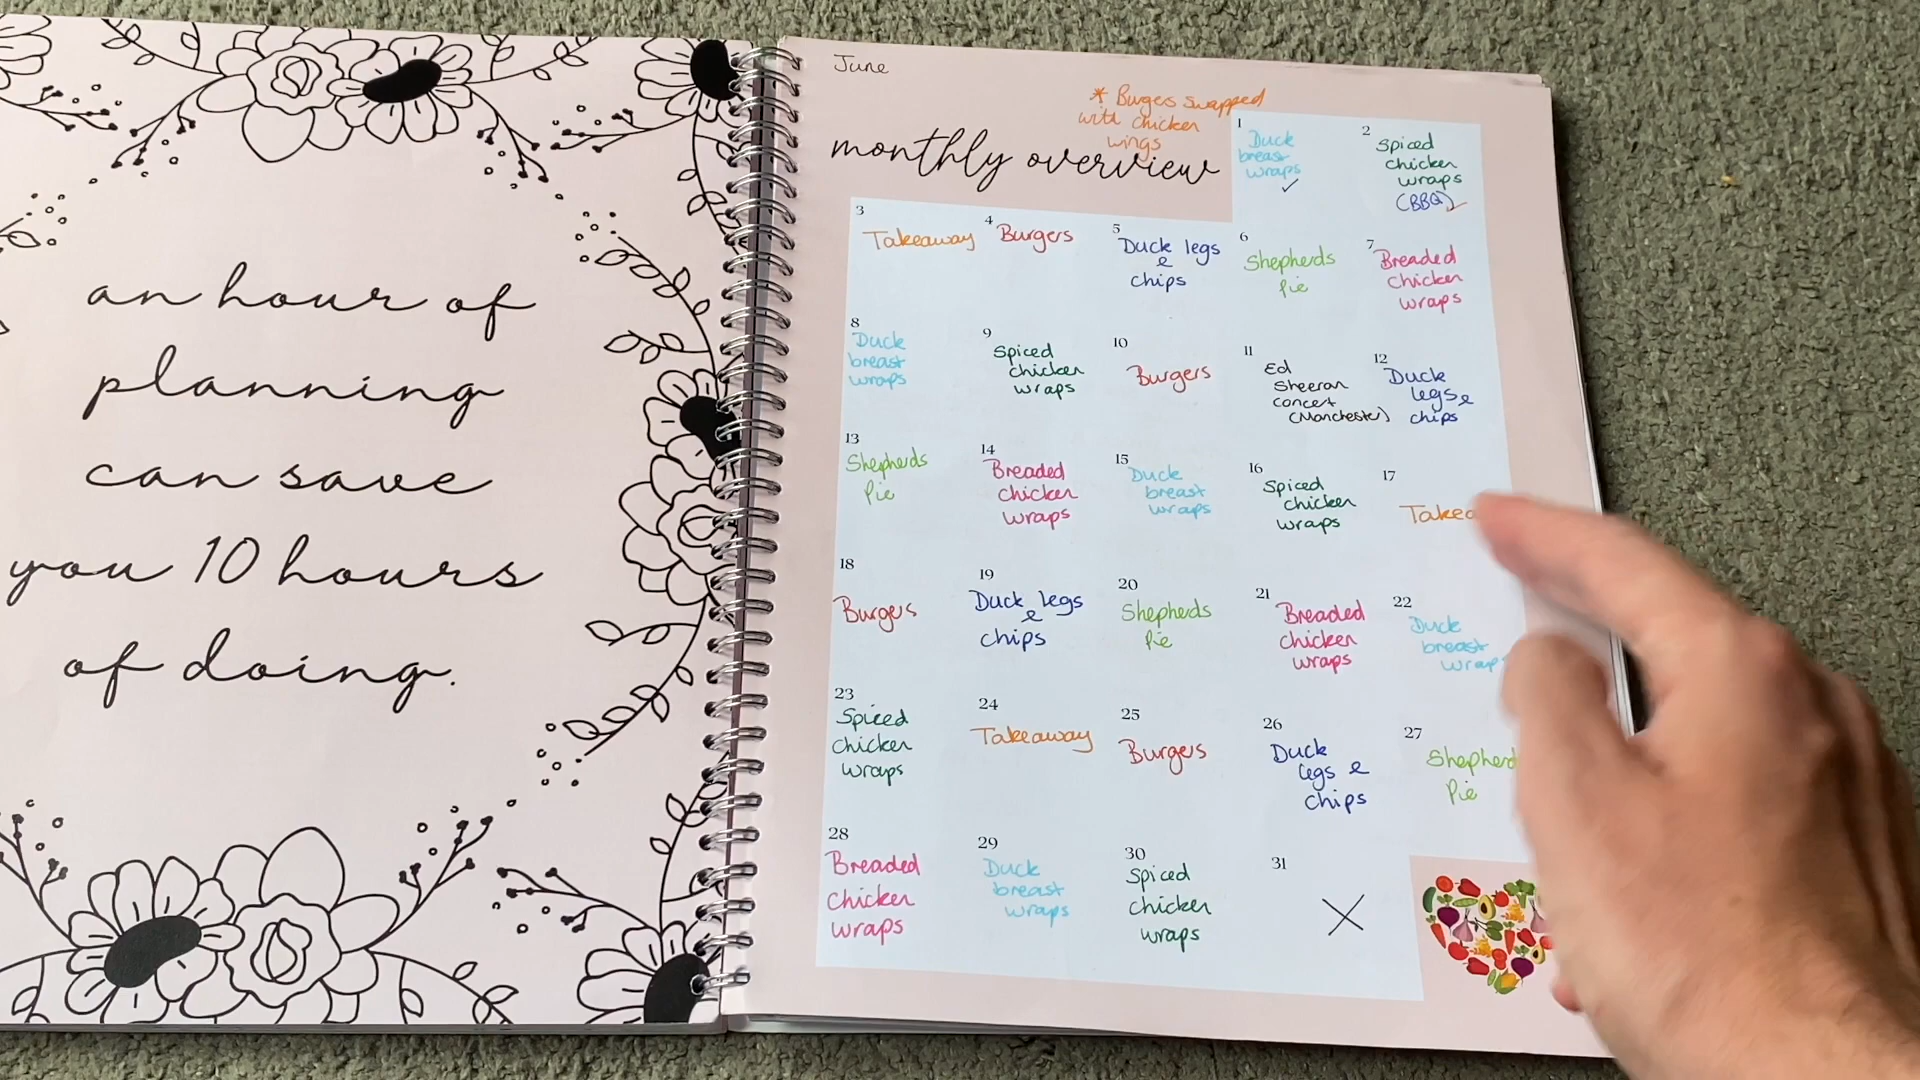 an hour of
planning
can save
you 10 hours
of doing.
June
* Burgers swapped
with chicken
wings
monthly overview
1
Duck
breast
wraps
✓
2
Spiced
chicken
wraps
(BBQ)
3
Takeaway
4
Burgers
5
Duck legs
&
chips
6
Shepherds
Pie
7
Breaded
chicken
wraps
8
Duck
breast
wraps
9
Spiced
chicken
wraps
10
Burgers
11
Ed
Sheeran
concert
(Manchester)
12
Duck
legs &
chips
13
Shepherds
Pie
14
Breaded
chicken
wraps
15
Duck
breast
wraps
16
Spiced
chicken
wraps
17
18
Burgers
19
Duck legs
&
chips
20
Shepherds
Pie
21
Breaded
chicken
wraps
22
Duck
breast
wrap
23
Spiced
chicken
wraps
24
Takeaway
25
Burgers
26
Duck
legs &
chips
27
Shepherd
Pie
28
Breaded
chicken
wraps
29
Duck
breast
wraps
30
Spiced
chicken
wraps
31
X